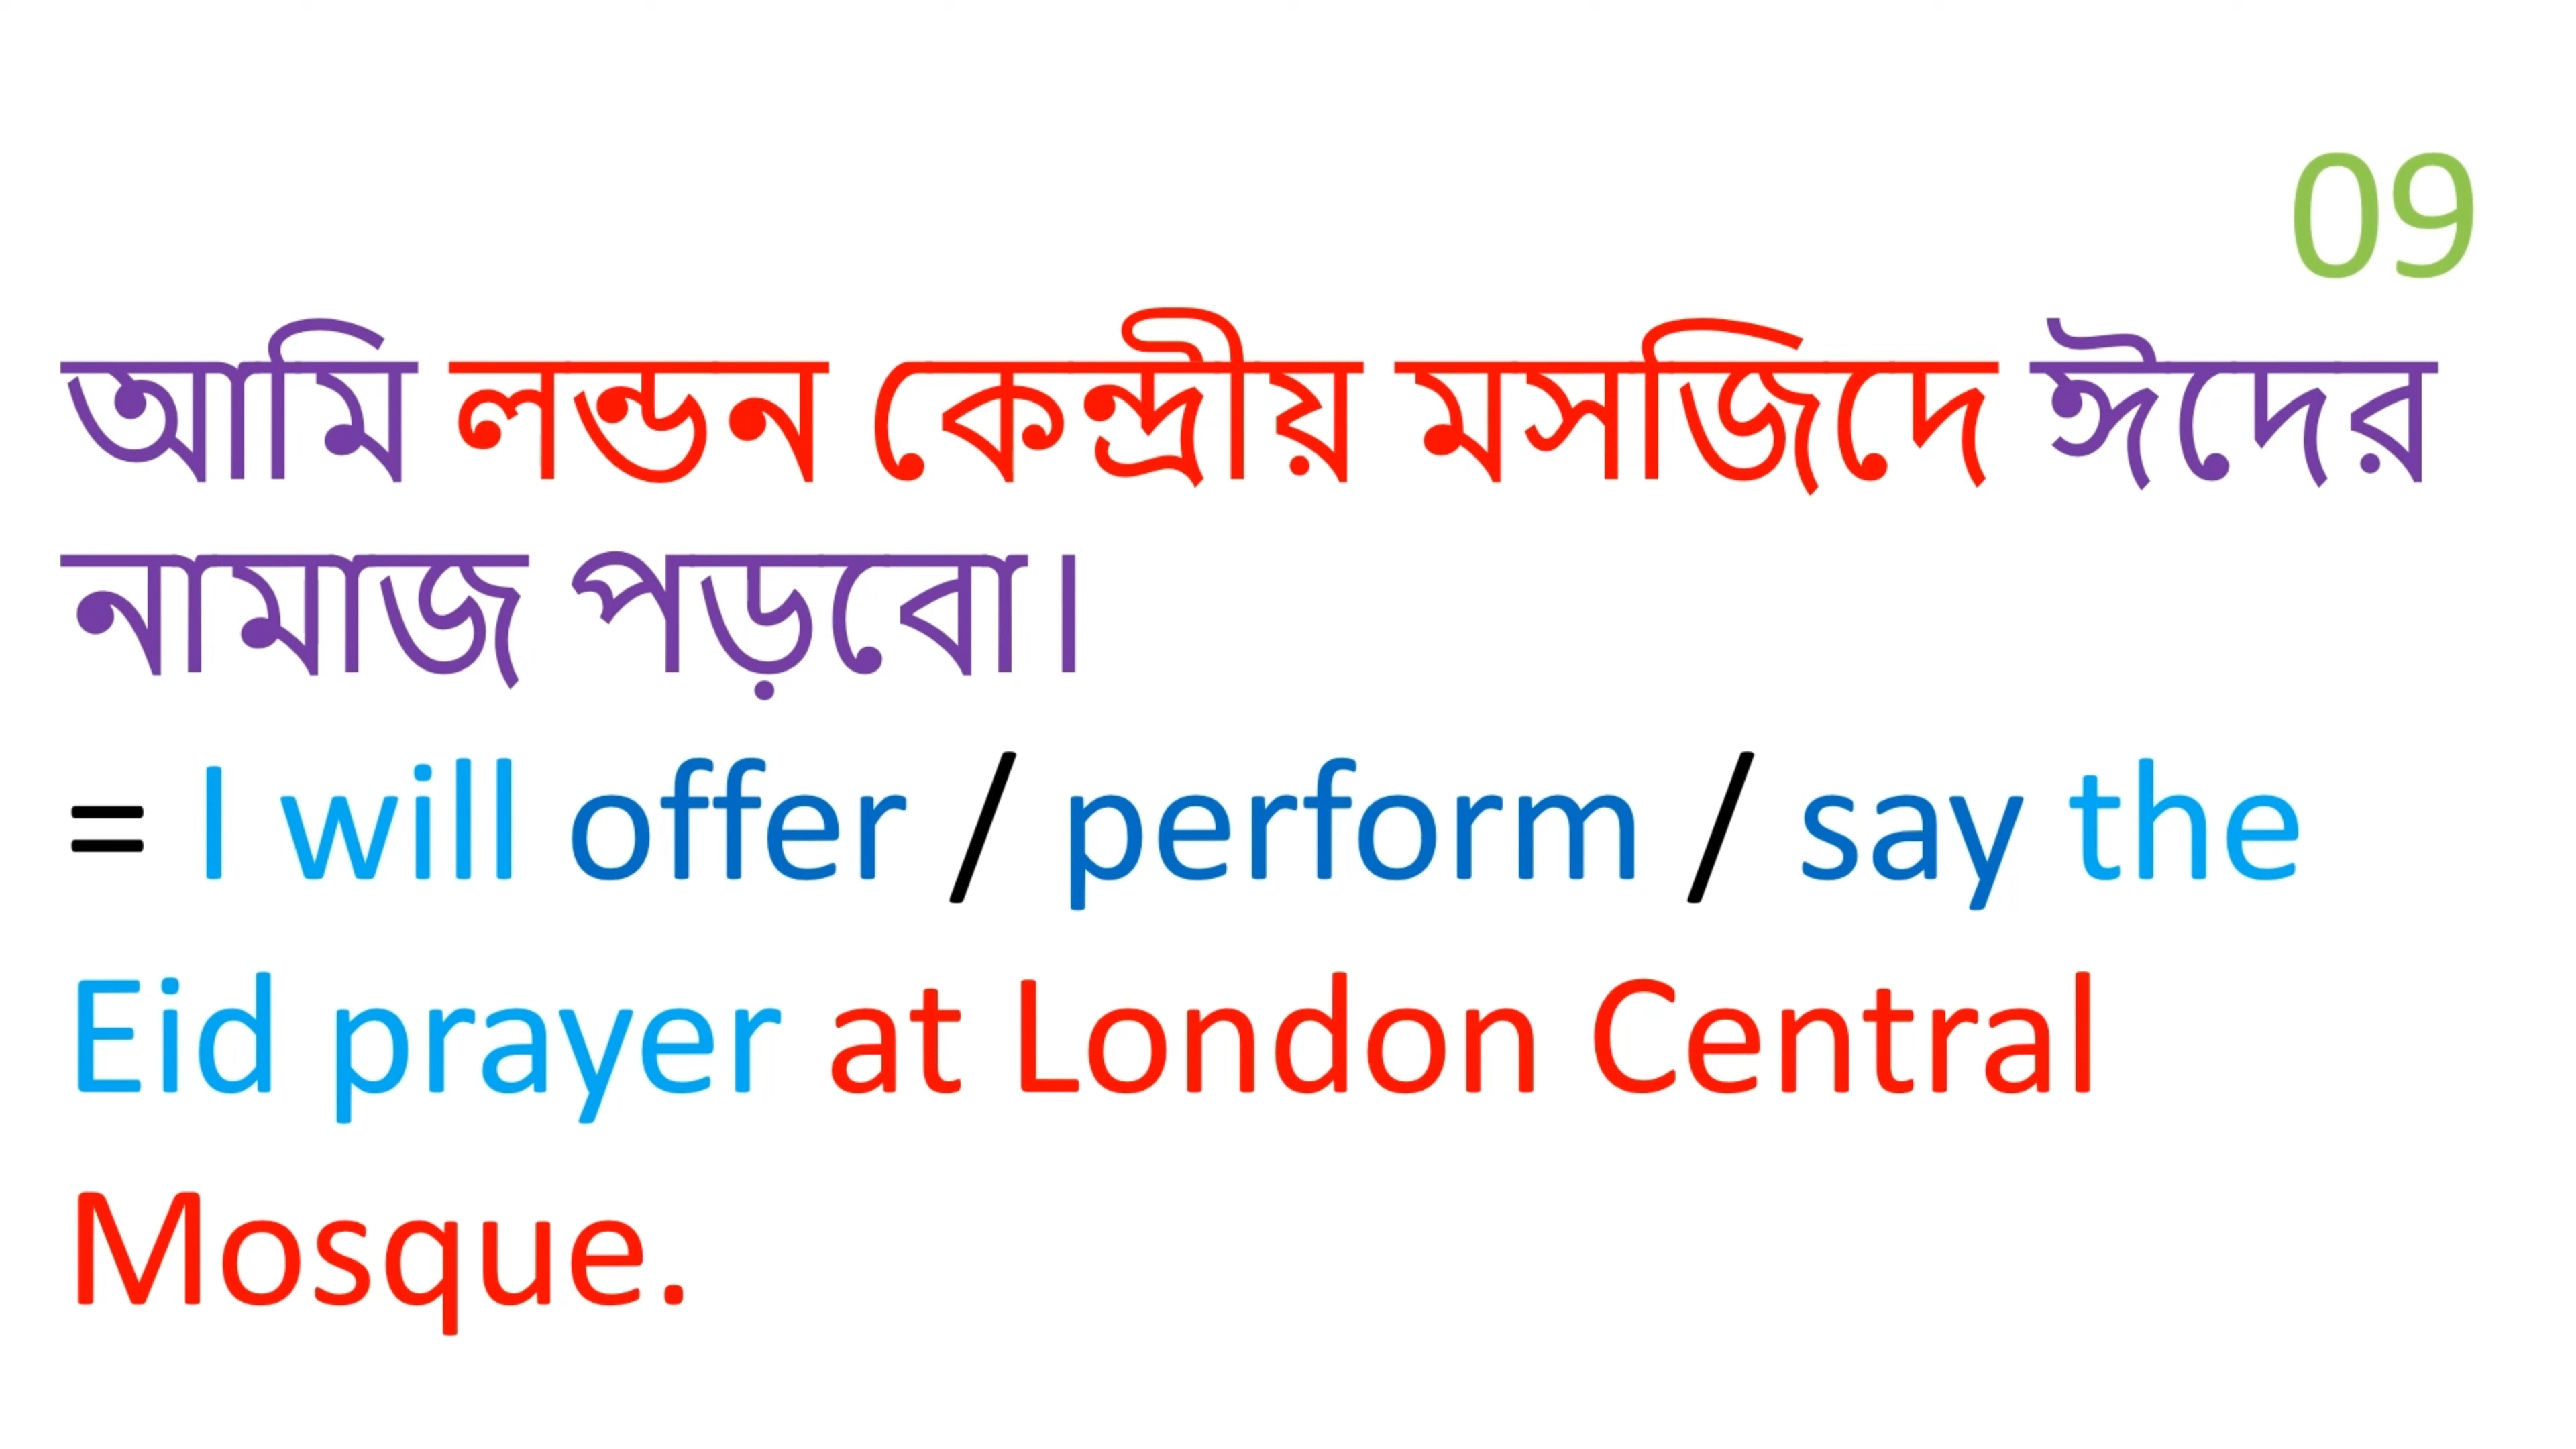 09
আমি লন্ডন কেন্দ্রীয় মসজিদে ঈদের
নামাজ পড়বো।
= I will offer / perform / say the
Eid prayer at London Central
Mosque.